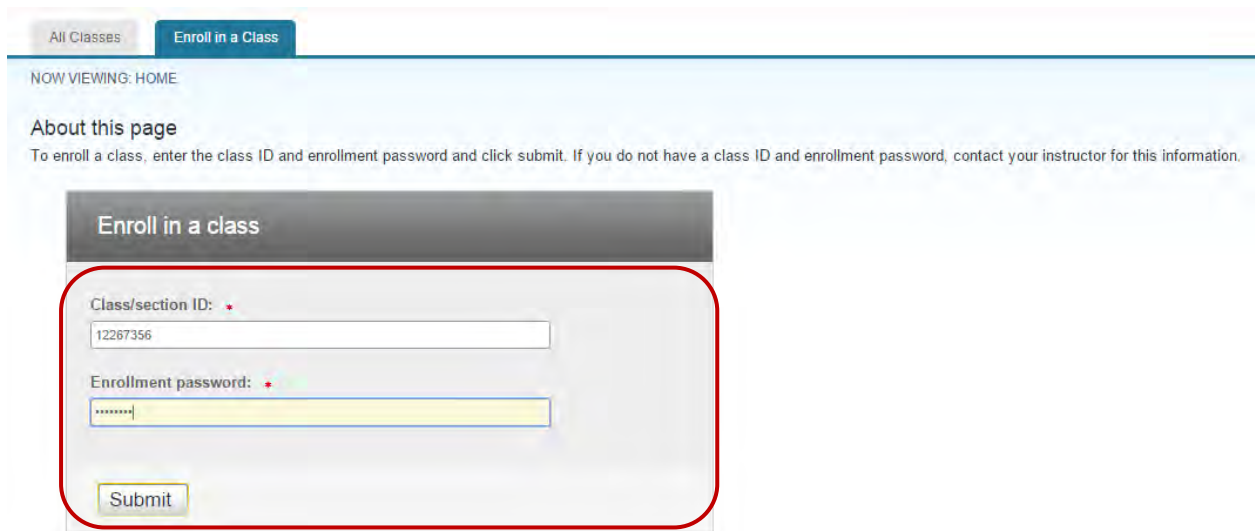 All Classes Enroll in a Class
NOW VIEWING: HOME
About this page
To enroll a class, enter the class ID and enrollment password and click submit. If you do not have a class ID and enrollment password, contact your instructor for this information.
Enroll in a class
Class/section ID: *
12267356
Enrollment password: *
••••••••
Submit